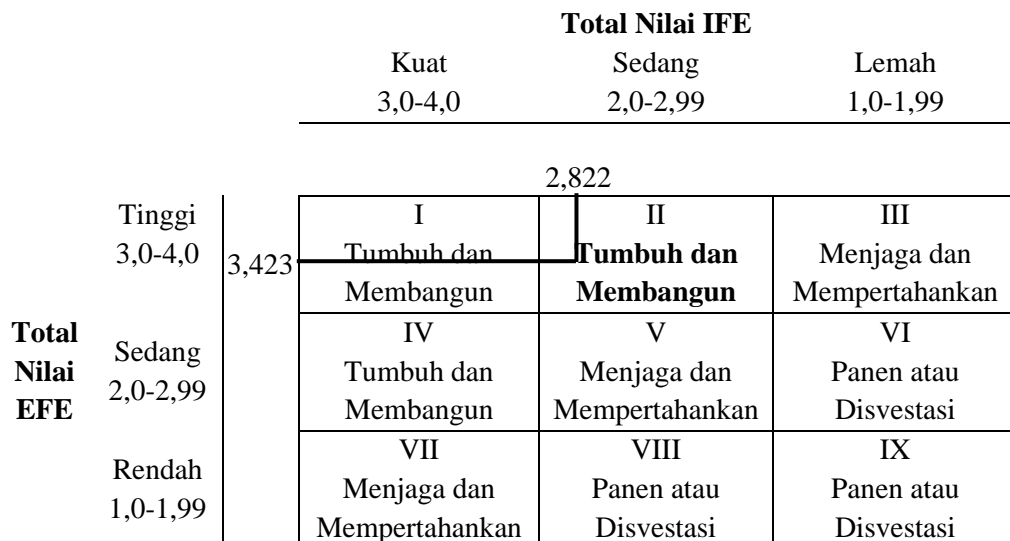 Total Nilai IFE
Kuat Sedang Lemah
3,0-4,0 2,0-2,99 1,0-1,99
2,822
Tinggi I II III
3,0-4,0 3,423 Tumbuh dan Tumbuh dan Menjaga dan
Membangun Membangun Mempertahankan
Total Nilai EFE
Sedang IV V VI
2,0-2,99 Tumbuh dan Menjaga dan Panen atau
Membangun Mempertahankan Disvestasi
Rendah VII VIII IX
1,0-1,99 Menjaga dan Panen atau Panen atau
Mempertahankan Disvestasi Disvestasi